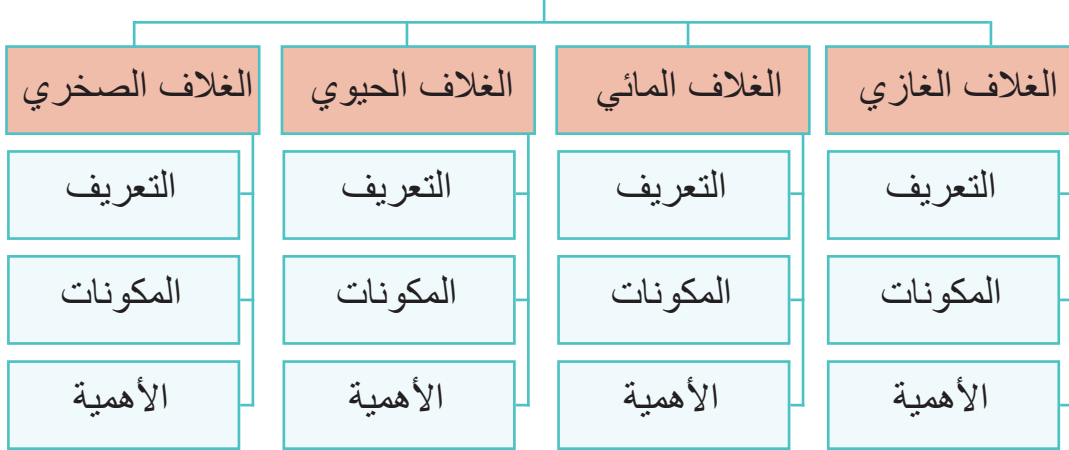 الغلاف الغازي
الغلاف المائي
الغلاف الحيوي
الغلاف الصخري
التعريف
التعريف
التعريف
التعريف
المكونات
المكونات
المكونات
المكونات
الأهمية
الأهمية
الأهمية
الأهمية